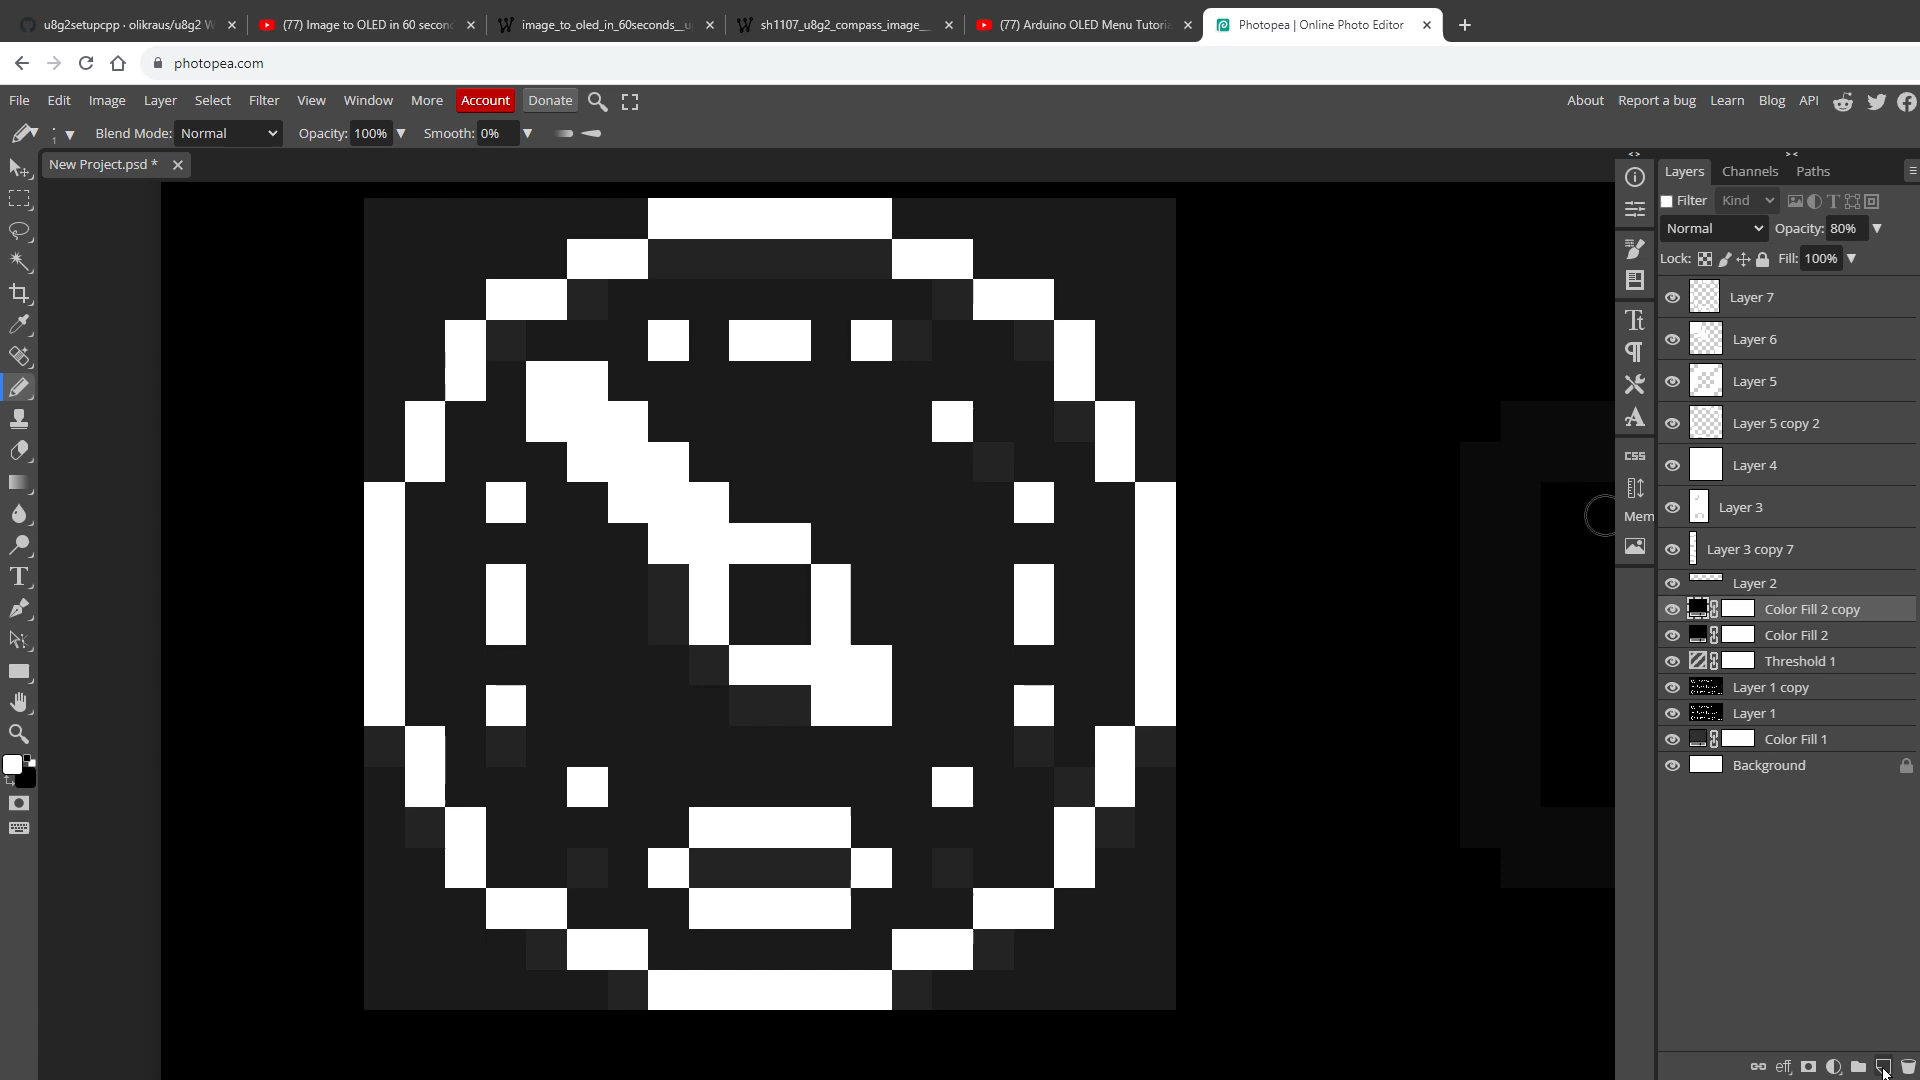 u8g2setupcpp · olikraus/u8g2 W
(77) Image to OLED in 60 secon
image_to_oled_in_60seconds__u
sh1107_u8g2_compass_image__
(77) Arduino OLED Menu Tutori
Photopea | Online Photo Editor
photopea.com
File Edit Image Layer Select Filter View Window More Account Donate
About Report a bug Learn Blog API
Blend Mode: Normal Opacity: 100% Smooth: 0%
New Project.psd *
Layers Channels Paths
Filter Kind
Normal Opacity: 80%
Lock: Fill: 100%
CSS
Mem
Layer 7
Layer 6
Layer 5
Layer 5 copy 2
Layer 4
Layer 3
Layer 3 copy 7
Layer 2
Color Fill 2 copy
Color Fill 2
Threshold 1
Layer 1 copy
Layer 1
Color Fill 1
Background
eff